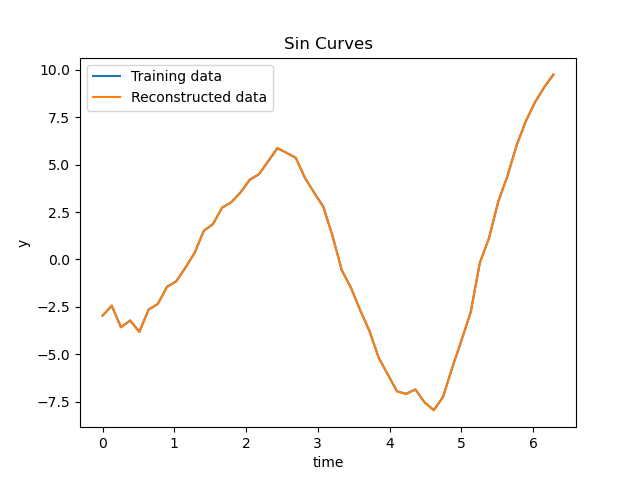 Sin Curves
Training data
Reconstructed data
10.0
7.5
5.0
2.5
0.0
−2.5
−5.0
−7.5
y
0 1 2 3 4 5 6
time